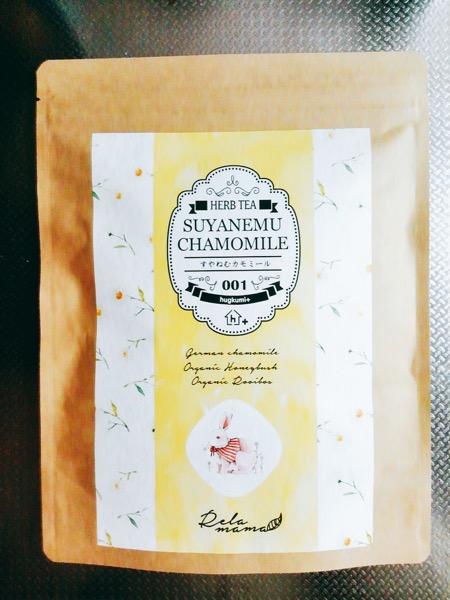 HERB TEA
SUYANEMU
CHAMOMILE
すやねむカモミール
001
hugkumi+
h+
German chamomile
Organic Honeybush
Organic Rooibos
Rela
mama